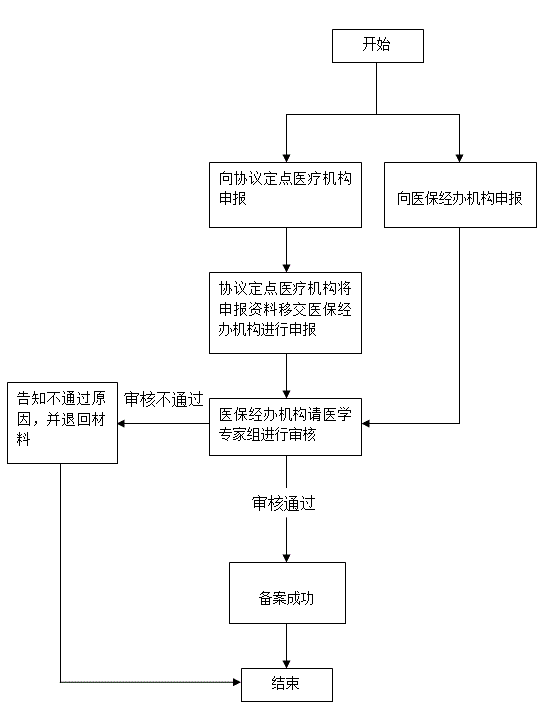 开始
向协议定点医疗机构
申报
向医保经办机构申报
协议定点医疗机构将
申报资料移交医保经
办机构进行申报
告知不通过原
因，并退回材
料
审核不通过
医保经办机构请医学
专家组进行审核
审核通过
备案成功
结束